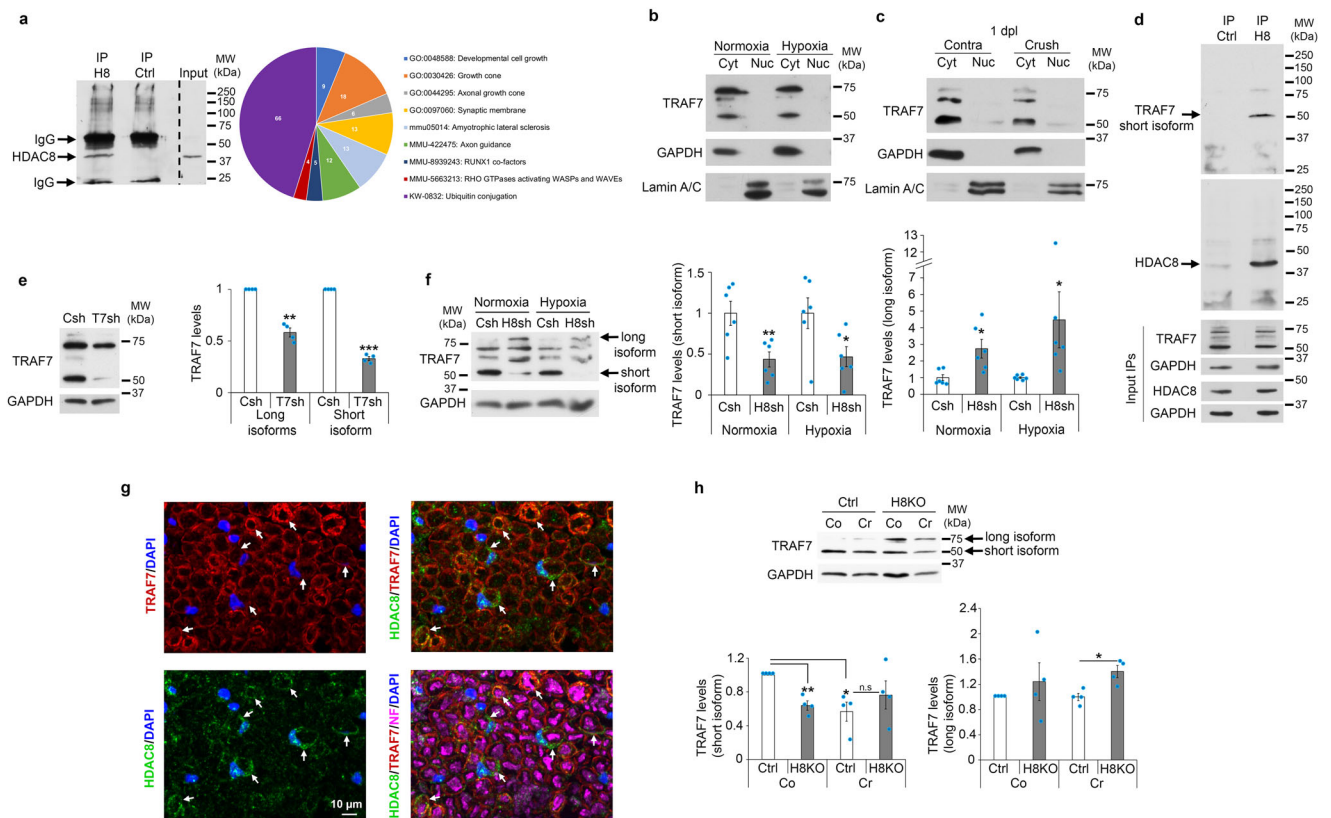 a
IP
H8
IP
Ctrl
Input
MW
(kDa)
250
150
100
75
50
37
25
IgG
HDAC8
IgG
9
18
6
13
13
12
5
4
66
GO:0048588: Developmental cell growth
GO:0030426: Growth cone
GO:0044295: Axonal growth cone
GO:0097060: Synaptic membrane
mmu05014: Amyotrophic lateral sclerosis
MMU-422475: Axon guidance
MMU-8939243: RUNX1 co-factors
MMU-5663213: RHO GTPases activating WASPs and WAVEs
KW-0832: Ubiquitin conjugation
b
Normoxia Hypoxia
Cyt Nuc Cyt Nuc
MW
(kDa)
TRAF7
75
50
37
GAPDH
Lamin A/C
75
c
1 dpl
Contra Crush
Cyt Nuc Cyt Nuc
MW
(kDa)
TRAF7
75
50
37
GAPDH
Lamin A/C
75
d
IP
Ctrl
IP
H8
MW
(kDa)
250
150
100
75
TRAF7
short isoform
50
37
25
250
200
150
100
75
50
HDAC8
37
25
Input IPs
TRAF7
75
50
GAPDH
HDAC8
37
GAPDH
e
Csh T7sh
MW
(kDa)
TRAF7
75
50
37
GAPDH
TRAF7 levels
1.0
0.8
0.6
0.4
0.2
0
**
***
Csh T7sh Csh T7sh
Long
isoforms
Short
isoform
f
Normoxia Hypoxia
Csh H8sh Csh H8sh
MW
(kDa)
75
TRAF7
50
37
GAPDH
long
isoform
short
isoform
TRAF7 levels (short isoform)
1.5
1.0
0.5
0
**
*
Csh H8sh Csh H8sh
Normoxia Hypoxia
TRAF7 levels (long isoform)
13
12
8
7
6
5
4
3
2
1
0
*
*
Csh H8sh Csh H8sh
Normoxia Hypoxia
g
TRAF7/DAPI
HDAC8/TRAF7/DAPI
HDAC8/DAPI
10 µm
HDAC8/TRAF7/NF/DAPI
h
Ctrl H8KO
Co Cr Co Cr
MW
(kDa)
TRAF7
75
long isoform
50
short isoform
37
GAPDH
TRAF7 levels
(short isoform)
1.2
0.8
0.4
0
**
*
n.s
Ctrl H8KO Ctrl H8KO
Co Cr
TRAF7 levels
(long isoform)
2.4
2
1.6
1.2
0.8
0.4
0
*
Ctrl H8KO Ctrl H8KO
Co Cr